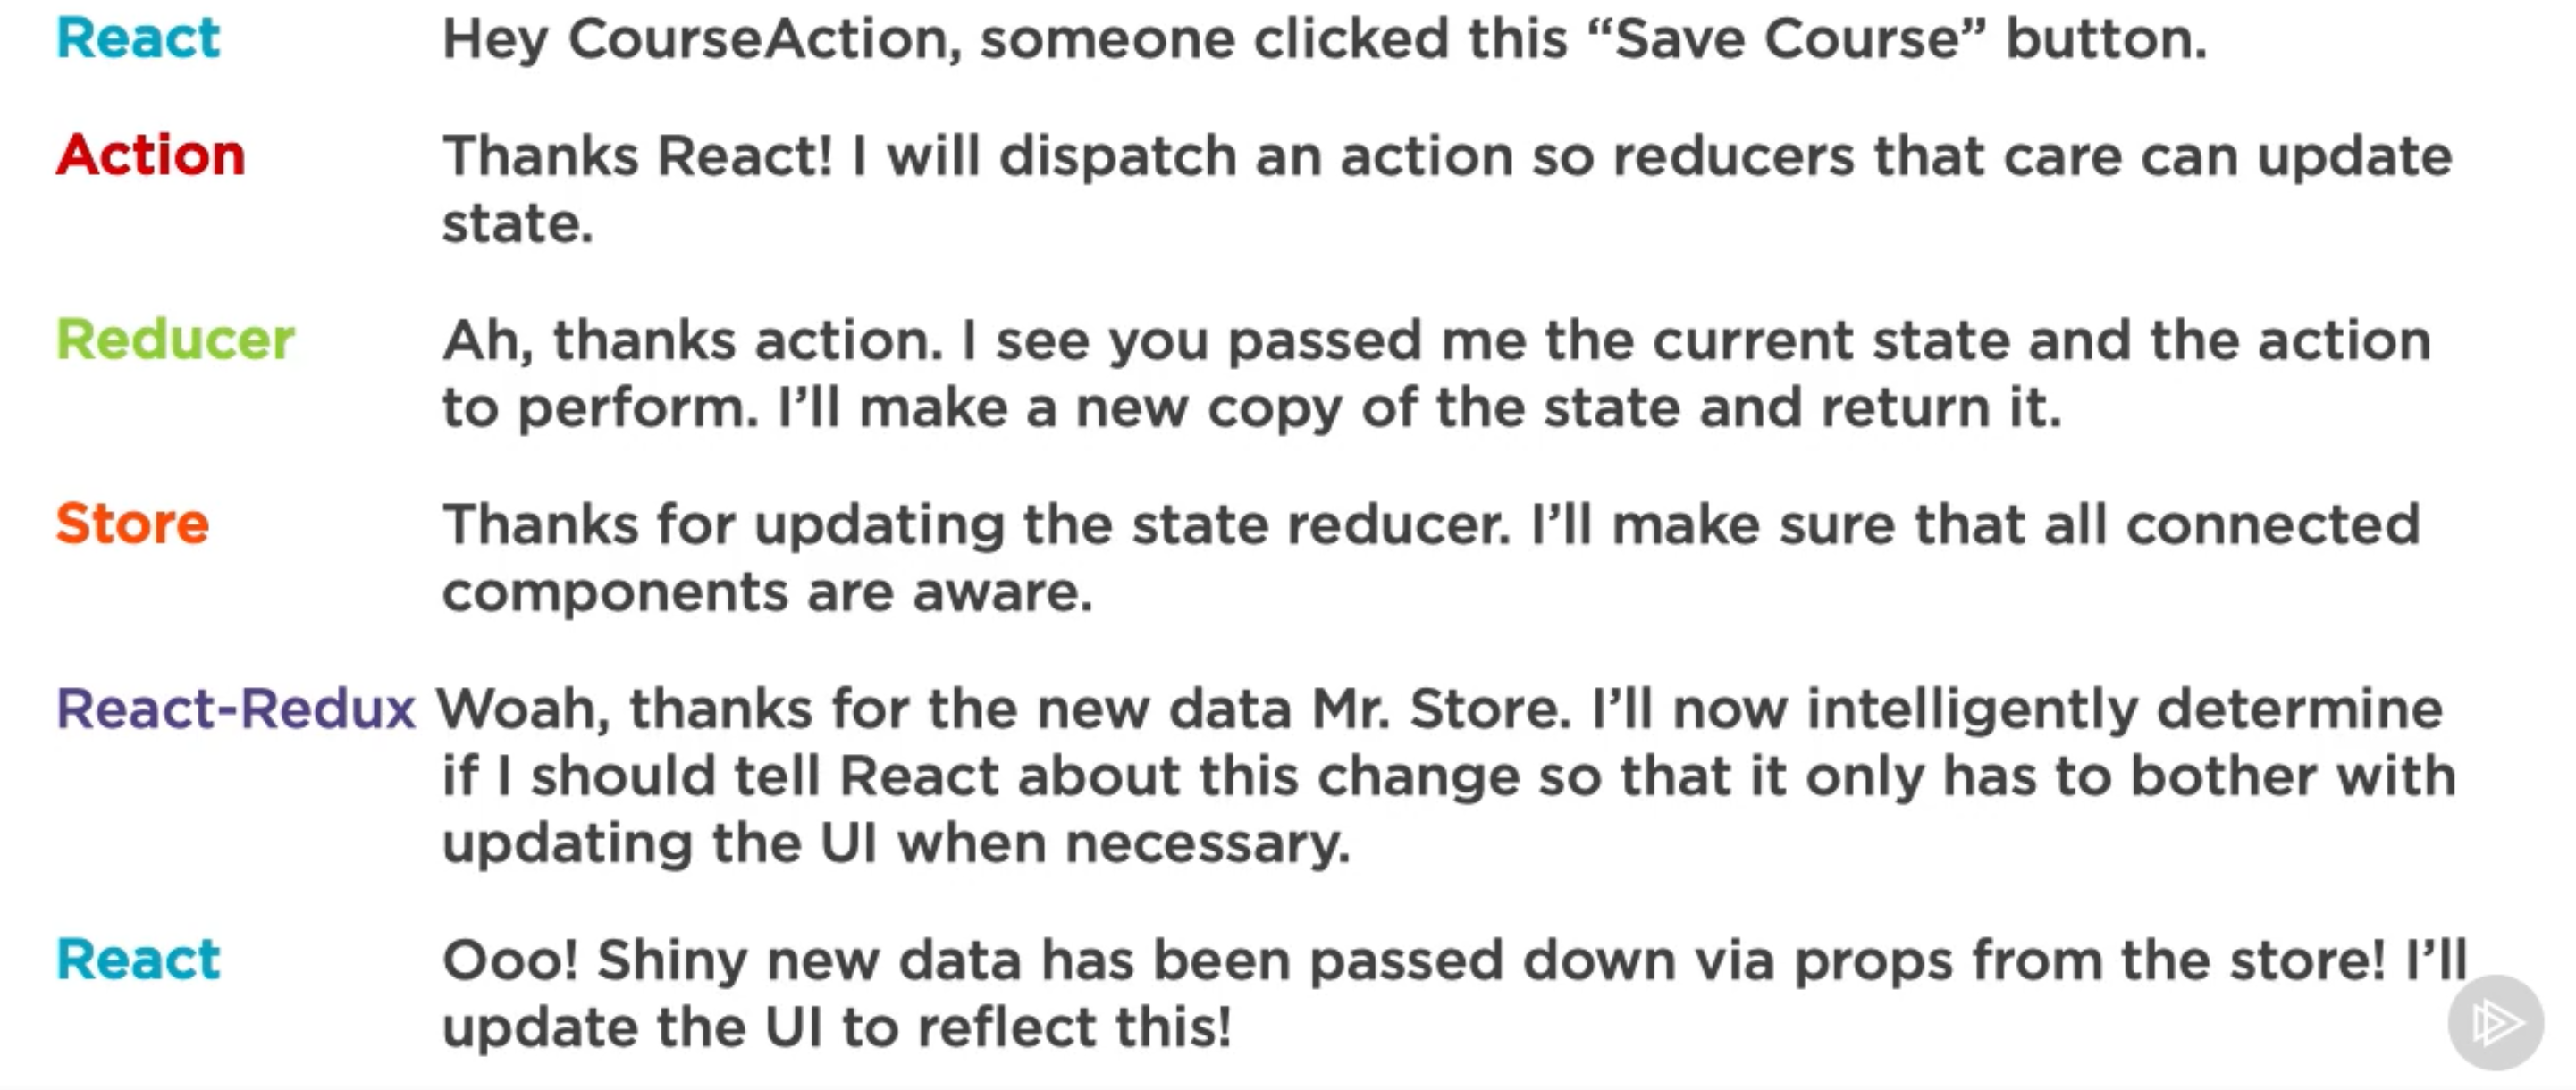 React Hey CourseAction, someone clicked this “Save Course” button.
Action Thanks React! I will dispatch an action so reducers that care can update
state.
Reducer Ah, thanks action. I see you passed me the current state and the action
to perform. I’ll make a new copy of the state and return it.
Store Thanks for updating the state reducer. I’ll make sure that all connected
components are aware.
React-Redux Woah, thanks for the new data Mr. Store. I’ll now intelligently determine
if I should tell React about this change so that it only has to bother with
updating the UI when necessary.
React Ooo! Shiny new data has been passed down via props from the store! I’ll
update the UI to reflect this!